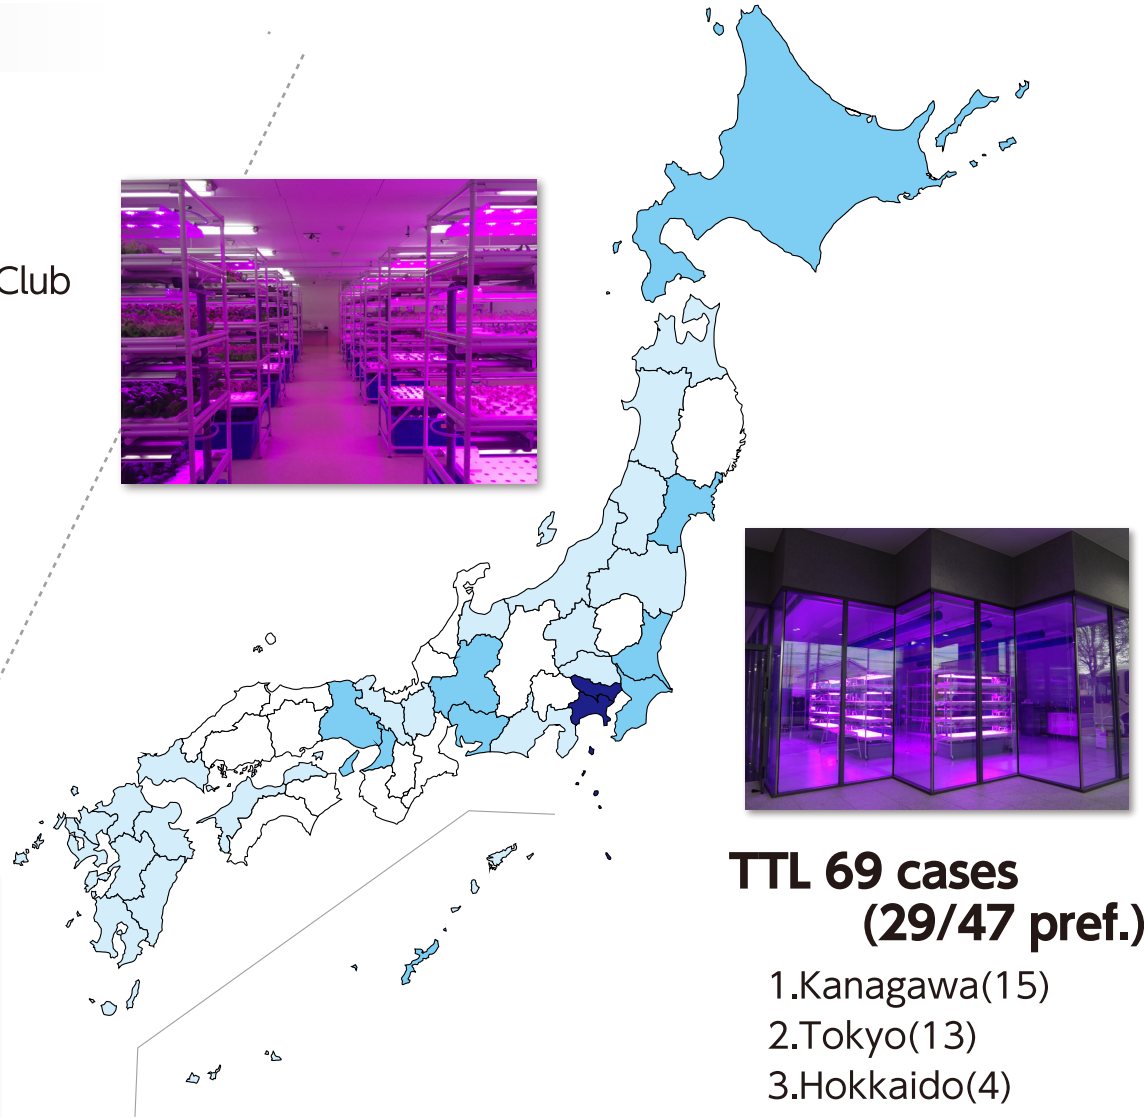 Club
TTL 69 cases
(29/47 pref.)
1.Kanagawa(15)
2.Tokyo(13)
3.Hokkaido(4)